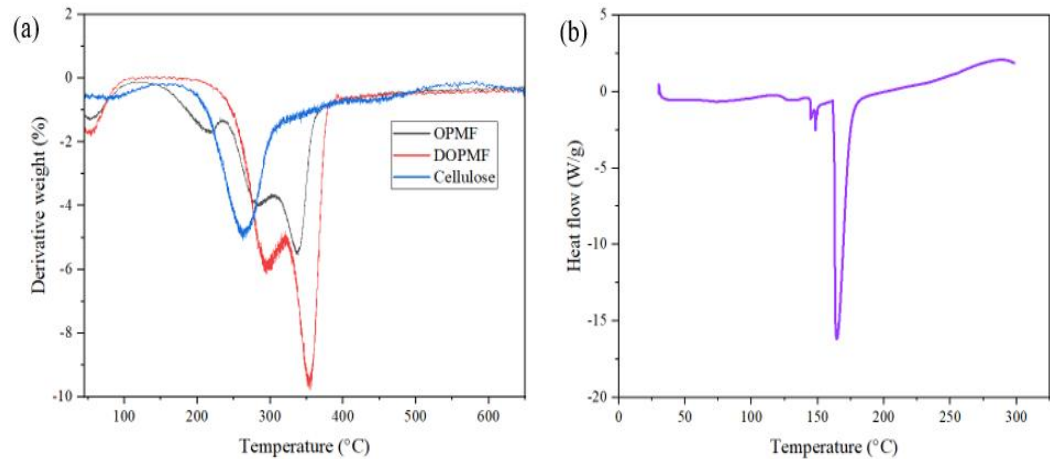 (a)
2
0
-2
-4
-6
-8
-10
Derivative weight (%)
OPMF
DOPMF
Cellulose
100 200 300 400 500 600
Temperature (°C)
(b)
5
0
-5
-10
-15
-20
Heat flow (W/g)
0 50 100 150 200 250 300
Temperature (°C)